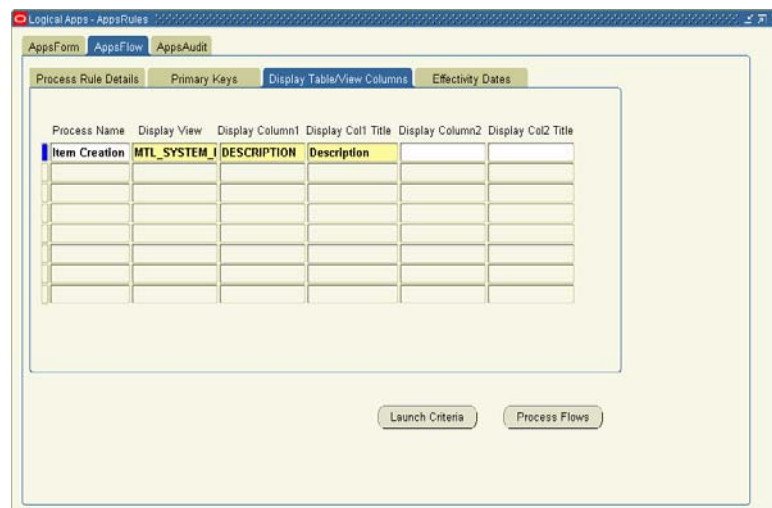 Logical Apps - AppsRules
AppsForm AppsFlow AppsAudit
Process Rule Details Primary Keys Display Table/View Columns Effectivity Dates
Process Name Display View Display Column1 Display Col1 Title Display Column2 Display Col2 Title
Item Creation MTL_SYSTEM_I DESCRIPTION Description
Launch Criteria Process Flows